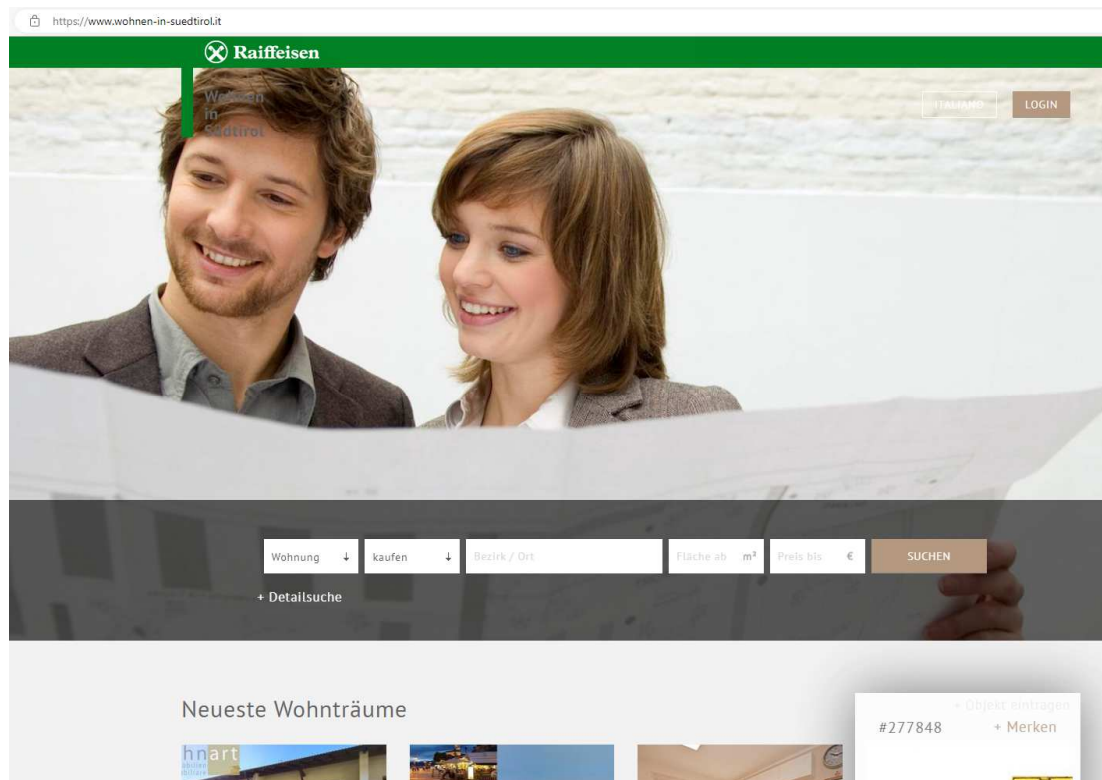 https://www.wohnen-in-suedtirol.it
Raiffeisen
Wohnen
in
Südtirol
ITALIANO
LOGIN
Wohnung ↓
kaufen ↓
Bezirk / Ort
Fläche ab m²
Preis bis €
SUCHEN
+ Detailsuche
Neueste Wohnträume
+ Objekt eintragen
#277848
+ Merken
hnart